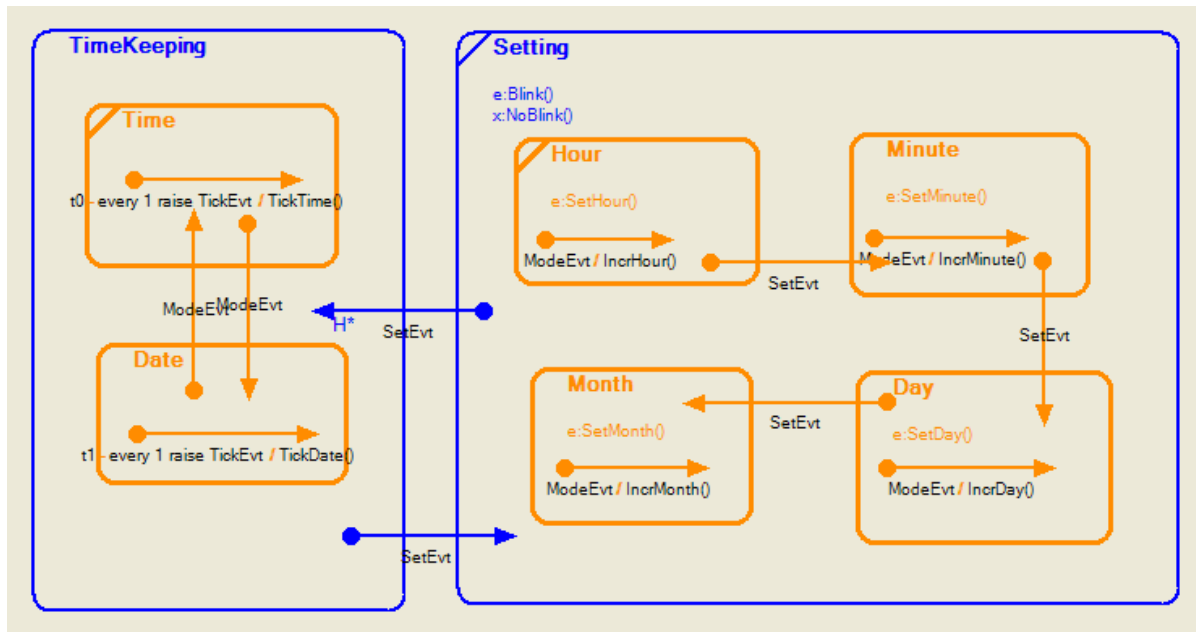 TimeKeeping
Time
t0 - every 1 raise TickEvt / TickTime()
ModeEvt
ModeEvt
Date
t1 - every 1 raise TickEvt / TickDate()
H*
SetEvt
SetEvt
Setting
e:Blink()
x:NoBlink()
Hour
e:SetHour()
ModeEvt / IncrHour()
SetEvt
Minute
e:SetMinute()
ModeEvt / IncrMinute()
SetEvt
Month
e:SetMonth()
ModeEvt / IncrMonth()
SetEvt
Day
e:SetDay()
ModeEvt / IncrDay()